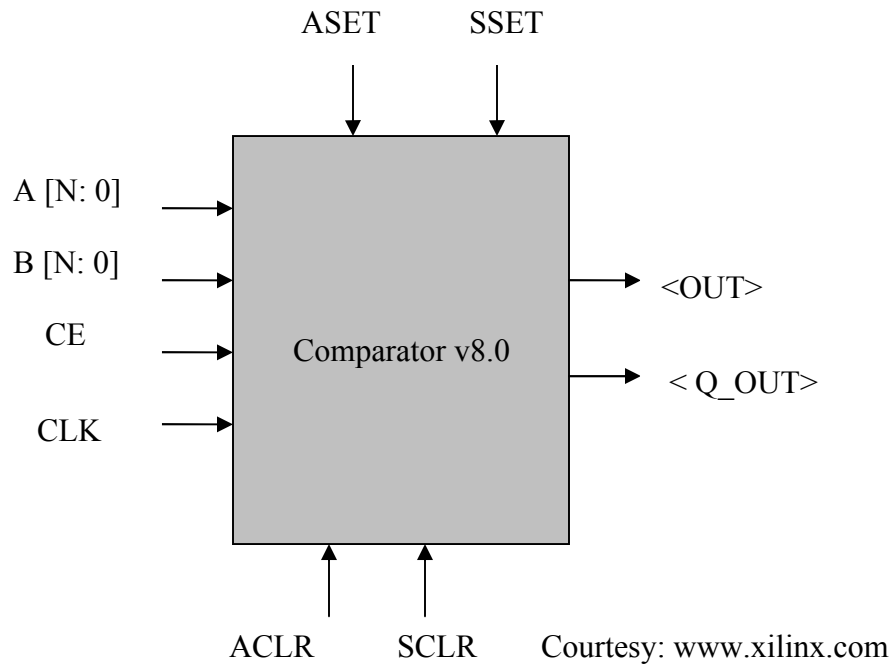 ASET SSET
A [N: 0]
B [N: 0]
CE
CLK
Comparator v8.0
<OUT>
< Q_OUT>
ACLR SCLR Courtesy: www.xilinx.com